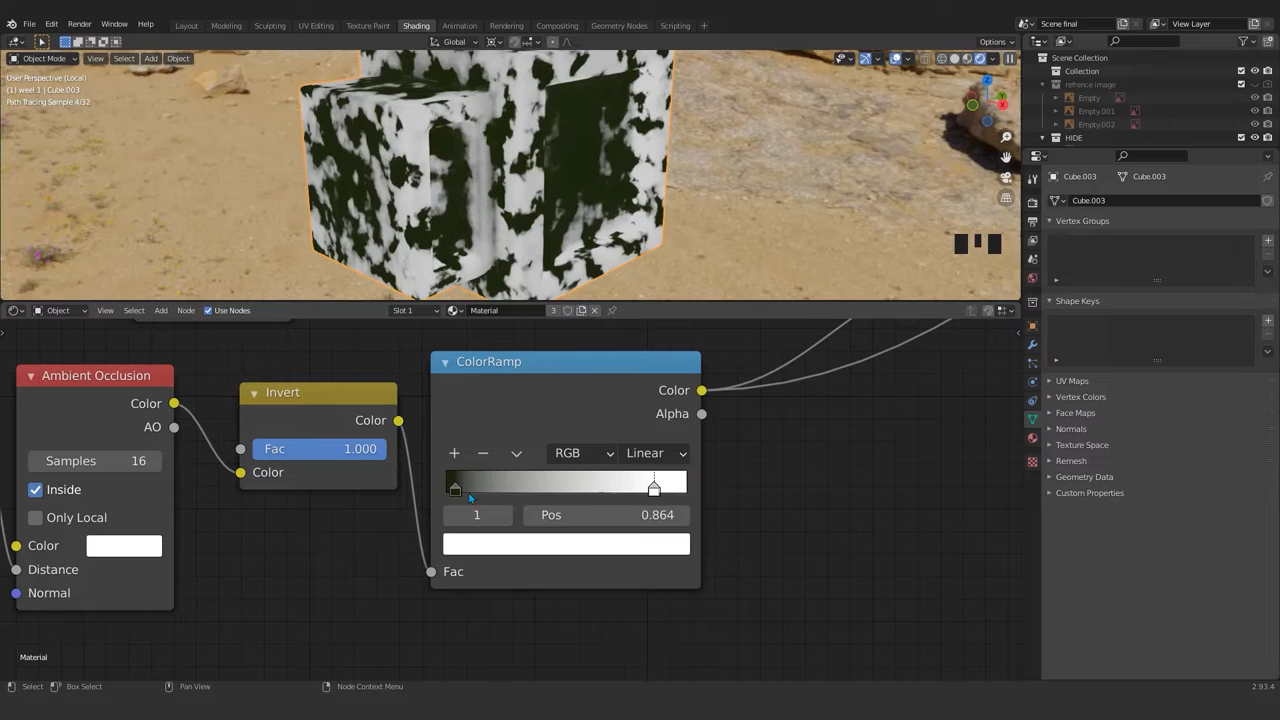 File Edit Render Window Help Layout Modeling Sculpting UV Editing Texture Paint Shading Animation Rendering Compositing Geometry Nodes Scripting Scene final View Layer
Global Options
Object Mode View Select Add Object
User Perspective (Local)
(1) weel 1 | Cube.003
Path Tracing Sample 4/32
X
Y
Z
Scene Collection
Collection
refrence image
Empty
Empty.001
Empty.002
HIDE
Cube.003 Cube.003
Cube.003
Vertex Groups
Shape Keys
UV Maps
Vertex Colors
Face Maps
Normals
Texture Space
Remesh
Geometry Data
Custom Properties
Object View Select Add Node Use Nodes Slot 1 Material 3
Ambient Occlusion
Color
AO
Samples 16
Inside
Only Local
Color
Distance
Normal
Invert
Color
Fac 1.000
Color
ColorRamp
Color
Alpha
RGB Linear
1 Pos 0.864
Fac
Material
Select Box Select Pan View Node Context Menu 2.93.4